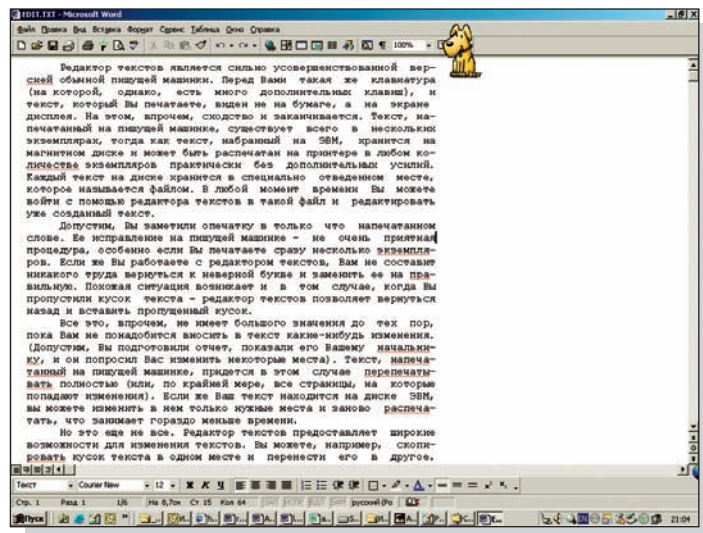 EDIT.TXT - Microsoft Word
Файл Правка Вид Вставка Формат Сервис Таблица Окно Справка
100%
Редактор текстов является сильно усовершенствованной вер-
сией обычной пишущей машинки. Перед Вами такая же клавиатура
(на которой, однако, есть много дополнительных клавиш), и
текст, который Вы печатаете, виден не на бумаге, а на экране
дисплея. На этом, впрочем, сходство и заканчивается. Текст, на-
печатанный на пишущей машинке, существует всего в нескольких
экземплярах, тогда как текст, набранный на ЭВМ, хранится на
магнитном диске и может быть распечатан на принтере в любом ко-
личестве экземпляров практически без дополнительных усилий.
Каждый текст на диске хранится в специально отведенном месте,
которое называется файлом. В любой момент времени Вы можете
войти с помощью редактора текстов в такой файл и редактировать
уже созданный текст.
Допустим, Вы заметили опечатку в только что напечатанном
слове. Ее исправление на пишущей машинке - не очень приятная
процедура, особенно если Вы печатаете сразу несколько экземпля-
ров. Если же Вы работаете с редактором текстов, Вам не составит
никакого труда вернуться к неверной букве и заменить ее на пра-
вильную. Похожая ситуация возникает и в том случае, когда Вы
пропустили кусок текста - редактор текстов позволяет вернуться
назад и вставить пропущенный кусок.
Все это, впрочем, не имеет большого значения до тех пор,
пока Вам не понадобится вносить в текст какие-нибудь изменения.
(Допустим, Вы подготовили отчет, показали его Вашему начальни-
ку, и он попросил Вас изменить некоторые места). Текст, напеча-
танный на пишущей машинке, придется в этом случае перепечаты-
вать полностью (или, по крайней мере, все страницы, на которые
попадают изменения). Если же Ваш текст находится на диске ЭВМ,
вы можете изменить в нем только нужные места и заново распеча-
тать, что занимает гораздо меньше времени.
Но это еще не все. Редактор текстов предоставляет широкие
возможности для изменения текстов. Вы можете, например, скопи-
ровать кусок текста в одном месте и перенести его в другое.
Текст Courier New 12 Ж К Ч
Стр. 1 Разд 1 1/6 На 8,7см Ст 15 Кол 64 ЗАП ИСПР ВДЛ ЗАМ русский (Ро
Пуск 21:04